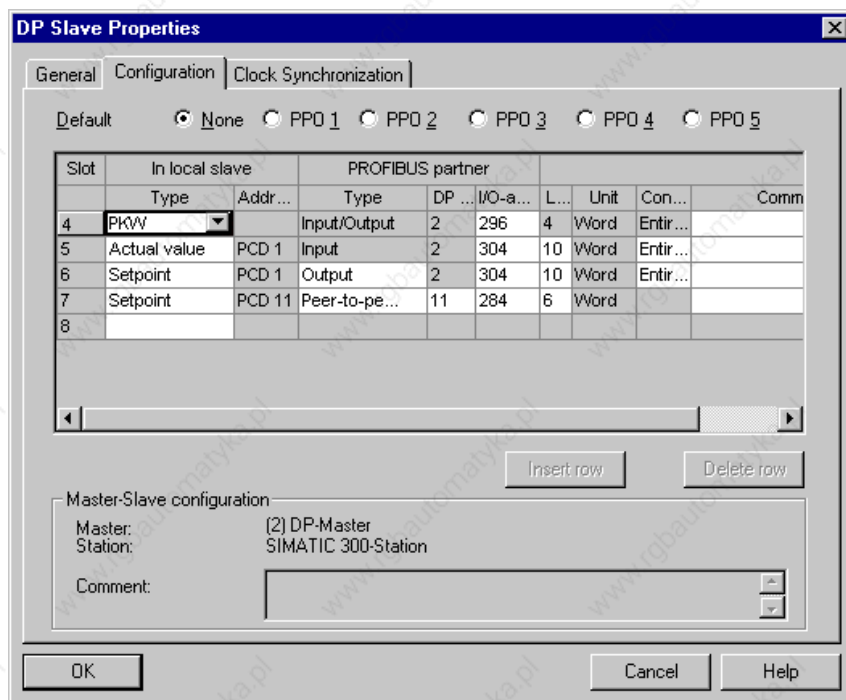 DP Slave Properties
General Configuration Clock Synchronization
Default None PPO 1 PPO 2 PPO 3 PPO 4 PPO 5
Slot In local slave PROFIBUS partner
Type Addr... Type DP ... I/O-a... L... Unit Con... Comm
4 PKW Input/Output 2 296 4 Word Entir...
5 Actual value PCD 1 Input 2 304 10 Word Entir...
6 Setpoint PCD 1 Output 2 304 10 Word Entir...
7 Setpoint PCD 11 Peer-to-pe... 11 284 6 Word
8
Insert row Delete row
Master-Slave configuration
Master: (2) DP-Master
Station: SIMATIC 300-Station
Comment:
OK Cancel Help
www.rgbautomatyka.pl